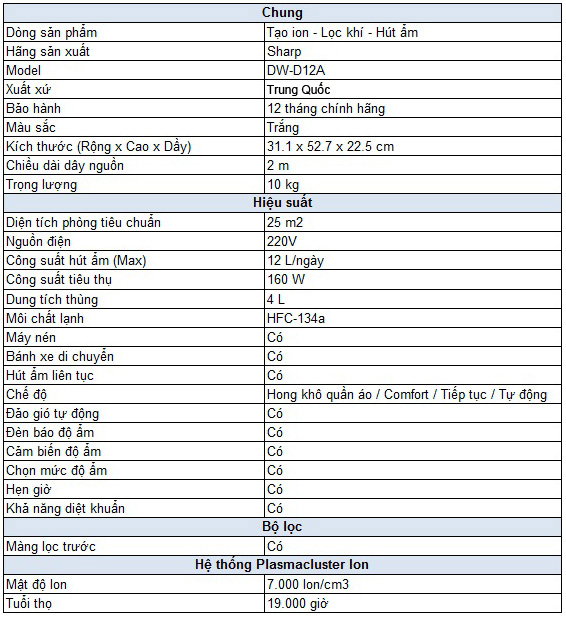 Chung
Dòng sản phẩm Tạo ion - Lọc khí - Hút ẩm
Hãng sản xuất Sharp
Model DW-D12A
Xuất xứ Trung Quốc
Bảo hành 12 tháng chính hãng
Màu sắc Trắng
Kích thước (Rộng x Cao x Dầy) 31.1 x 52.7 x 22.5 cm
Chiều dài dây nguồn 2 m
Trọng lượng 10 kg
Hiệu suất
Diện tích phòng tiêu chuẩn 25 m2
Nguồn điện 220V
Công suất hút ẩm (Max) 12 L/ngày
Công suất tiêu thụ 160 W
Dung tích thùng 4 L
Môi chất lạnh HFC-134a
Máy nén Có
Bánh xe di chuyển Có
Hút ẩm liên tục Có
Chế độ Hong khô quần áo / Comfort / Tiếp tục / Tự động
Đảo gió tự động Có
Đèn báo độ ẩm Có
Cảm biến độ ẩm Có
Chọn mức độ ẩm Có
Hẹn giờ Có
Khả năng diệt khuẩn Có
Bộ lọc
Màng lọc trước Có
Hệ thống Plasmacluster Ion
Mật độ Ion 7.000 Ion/cm3
Tuổi thọ 19.000 giờ